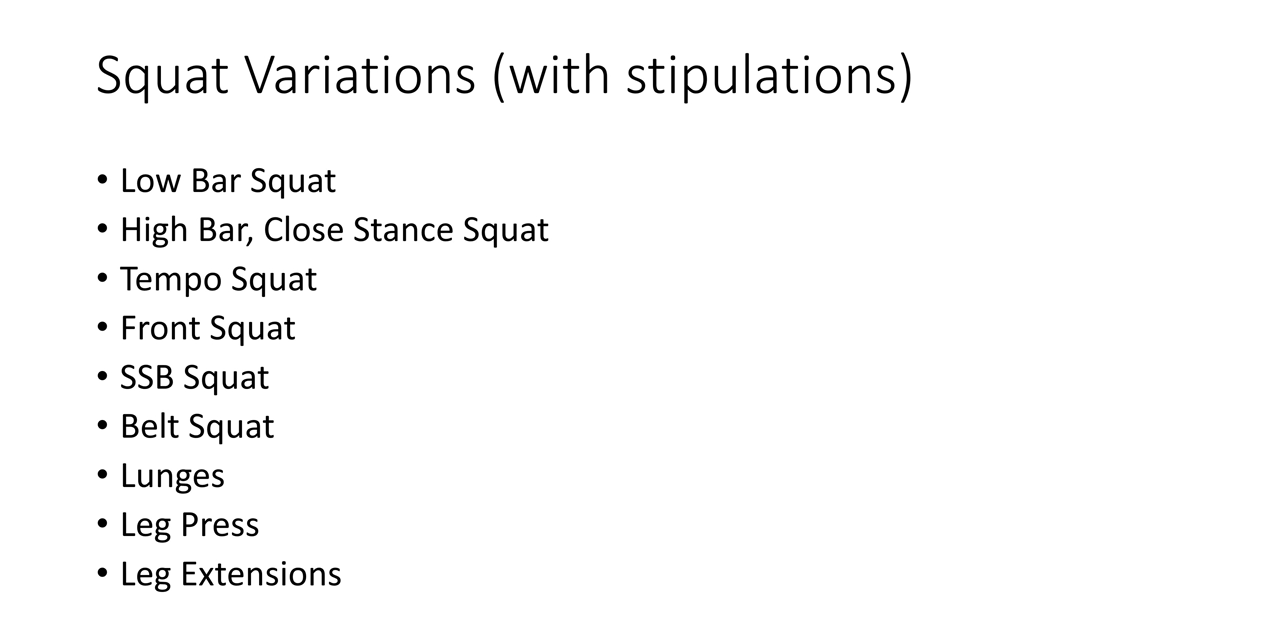 Squat Variations (with stipulations)
• Low Bar Squat
• High Bar, Close Stance Squat
• Tempo Squat
• Front Squat
• SSB Squat
• Belt Squat
• Lunges
• Leg Press
• Leg Extensions